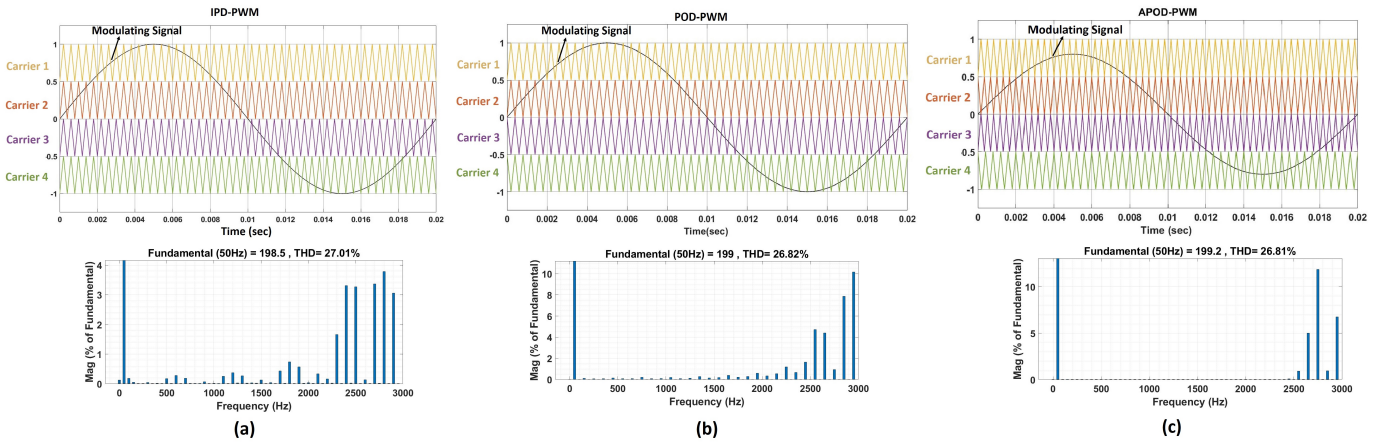 IPD-PWM
Modulating Signal
Carrier 1
Carrier 2
Carrier 3
Carrier 4
1
0.5
0
0.5
-1
0 0.002 0.004 0.006 0.008 0.01 0.012 0.014 0.016 0.018 0.02
Time (sec)
Fundamental (50Hz) = 198.5 , THD= 27.01%
Mag (% of Fundamental)
4
3
2
1
0
0 500 1000 1500 2000 2500 3000
Frequency (Hz)
(a)
POD-PWM
Modulating Signal
Carrier 1
Carrier 2
Carrier 3
Carrier 4
1
0.5
0
-0.5
-1
0 0.002 0.004 0.006 0.008 0.01 0.012 0.014 0.016 0.018 0.02
Time(sec)
Fundamental (50Hz) = 199 , THD= 26.82%
Mag (% of Fundamental)
10
8
6
4
2
0
0 500 1000 1500 2000 2500 3000
Frequency (Hz)
(b)
APOD-PWM
Modulating Signal
Carrier 1
Carrier 2
Carrier 3
Carrier 4
1
0.5
0
-0.5
-1
0 0.002 0.004 0.006 0.008 0.01 0.012 0.014 0.016 0.018 0.02
Time (sec)
Fundamental (50Hz) = 199.2 , THD= 26.81%
Mag (% of Fundamental)
10
5
0
0 500 1000 1500 2000 2500 3000
Frequency (Hz)
(c)